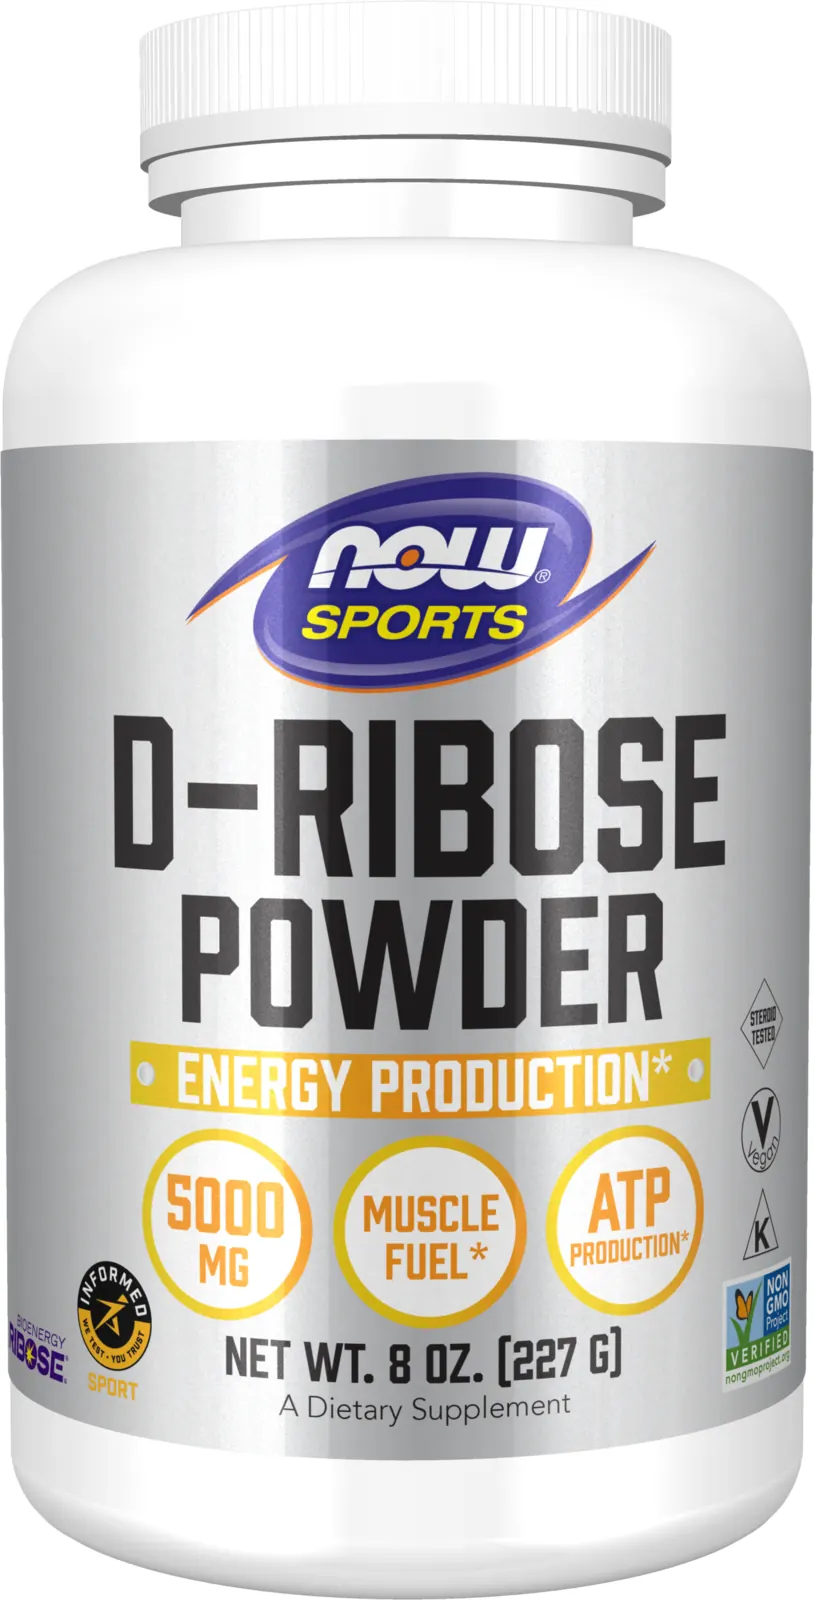 NOW®
SPORTS
D-RIBOSE
POWDER
ENERGY PRODUCTION*
5000
MG
MUSCLE
FUEL*
ATP
PRODUCTION*
STEROID
TESTED
V
Vegan
K
NON
GMO
Project
VERIFIED
nongmoproject.org
BIOENERGY
RIBOSE
INFORMED
WE TEST • YOU TRUST
SPORT
NET WT. 8 OZ. (227 G)
A Dietary Supplement